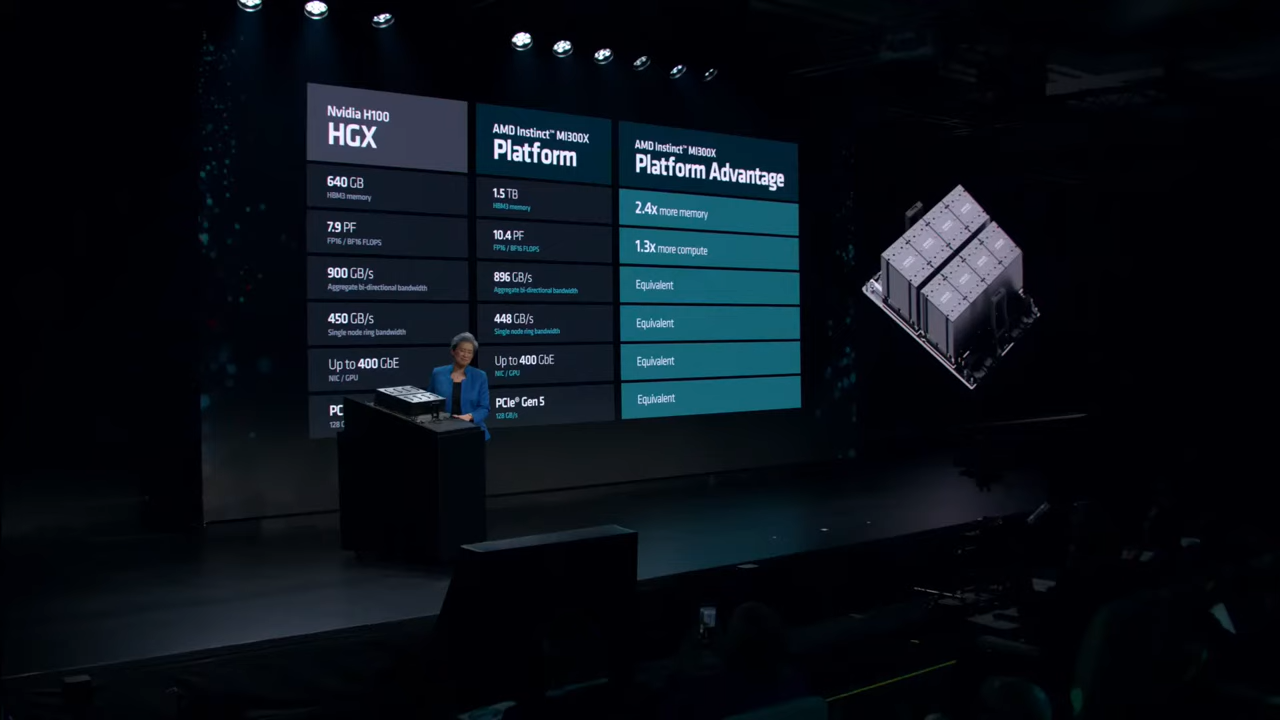 Nvidia H100
HGX
640 GB
HBM3 memory
7.9 PF
FP16 / BF16 FLOPS
900 GB/s
Aggregate bi-directional bandwidth
450 GB/s
Single node ring bandwidth
Up to 400 GbE
NIC / GPU
PC
128 G
AMD Instinct™ MI300X
Platform
1.5 TB
HBM3 memory
10.4 PF
FP16 / BF16 FLOPS
896 GB/s
Aggregate bi-directional bandwidth
448 GB/s
Single node ring bandwidth
Up to 400 GbE
NIC / GPU
PCIe® Gen 5
128 GB/s
AMD Instinct™ MI300X
Platform Advantage
2.4x more memory
1.3x more compute
Equivalent
Equivalent
Equivalent
Equivalent